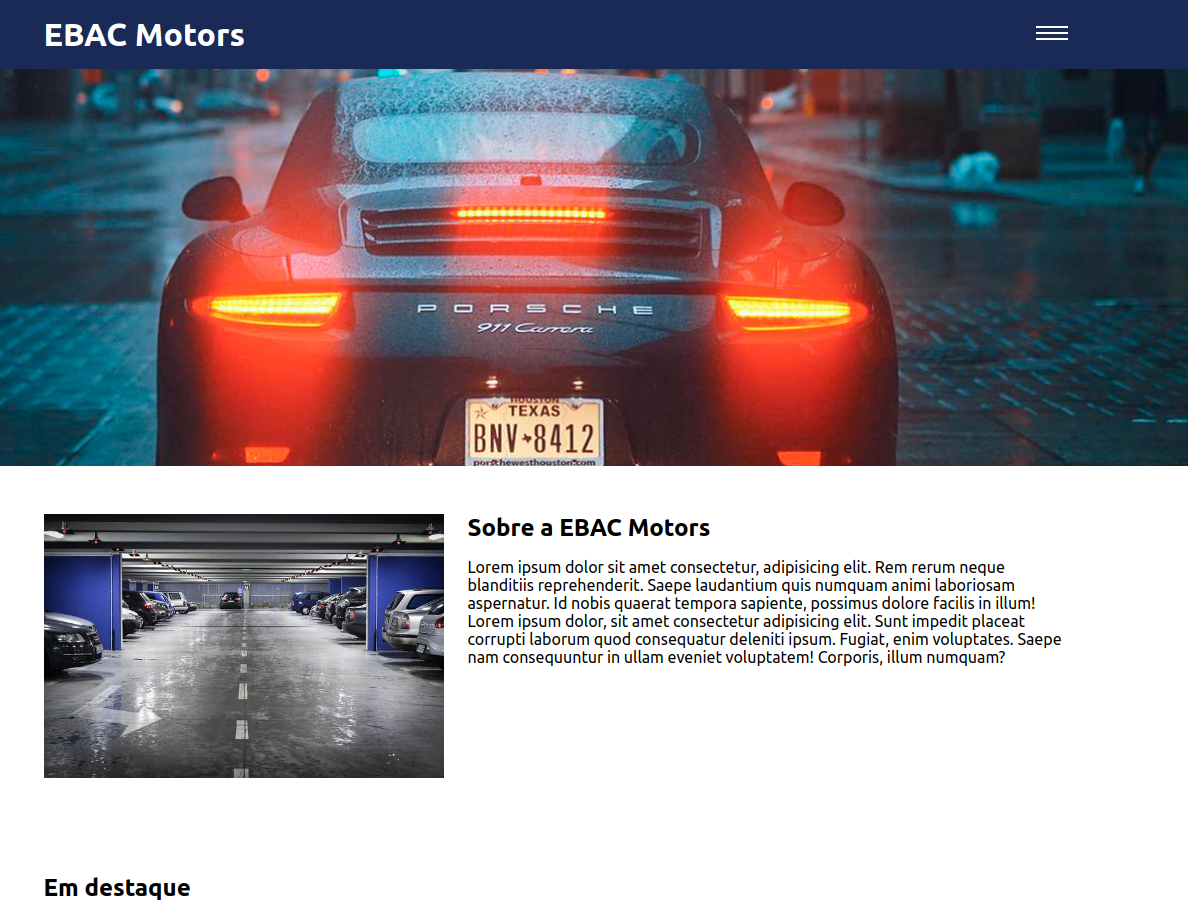 EBAC Motors
PORSCHE
911 Carrera
HOUSTON
TEXAS
BNV 8412
porschewesthouston.com
Sobre a EBAC Motors
Lorem ipsum dolor sit amet consectetur, adipisicing elit. Rem rerum neque
blanditiis reprehenderit. Saepe laudantium quis numquam animi laboriosam
aspernatur. Id nobis quaerat tempora sapiente, possimus dolore facilis in illum!
Lorem ipsum dolor, sit amet consectetur adipisicing elit. Sunt impedit placeat
corrupti laborum quod consequatur deleniti ipsum. Fugiat, enim voluptates. Saepe
nam consequuntur in ullam eveniet voluptatem! Corporis, illum numquam?
Em destaque